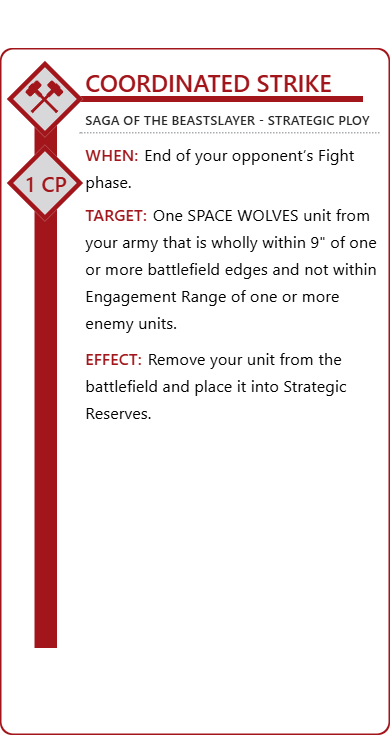 COORDINATED STRIKE
SAGA OF THE BEASTSLAYER - STRATEGIC PLOY
1 CP
WHEN: End of your opponent's Fight
phase.
TARGET: One SPACE WOLVES unit from
your army that is wholly within 9" of one
or more battlefield edges and not within
Engagement Range of one or more
enemy units.
EFFECT: Remove your unit from the
battlefield and place it into Strategic
Reserves.